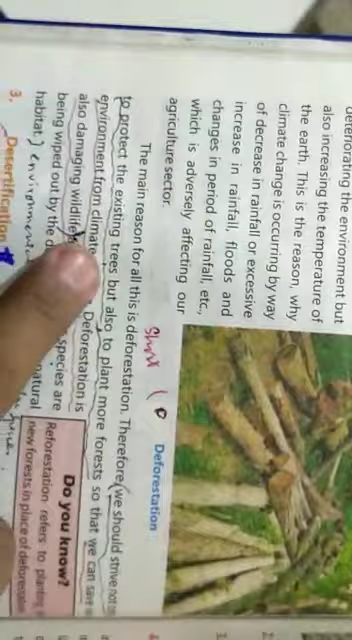 deteriorating the environment but
also increasing the temperature of
the earth. This is the reason, why
climate change is occurring by way
of decrease in rainfall or excessive
increase in rainfall, floods and
changes in period of rainfall, etc.,
which is adversely affecting our
agriculture sector.
Short
Deforestation
The main reason for all this is deforestation. Therefore, we should strive not
to protect the existing trees but also to plant more forests so that we can save
environment from climate Deforestation is
also damaging wildlife species are
being wiped out by the natural
habitat.) environment
3. Desertification
Do you know?
Reforestation refers to planting
new forests in place of deforested